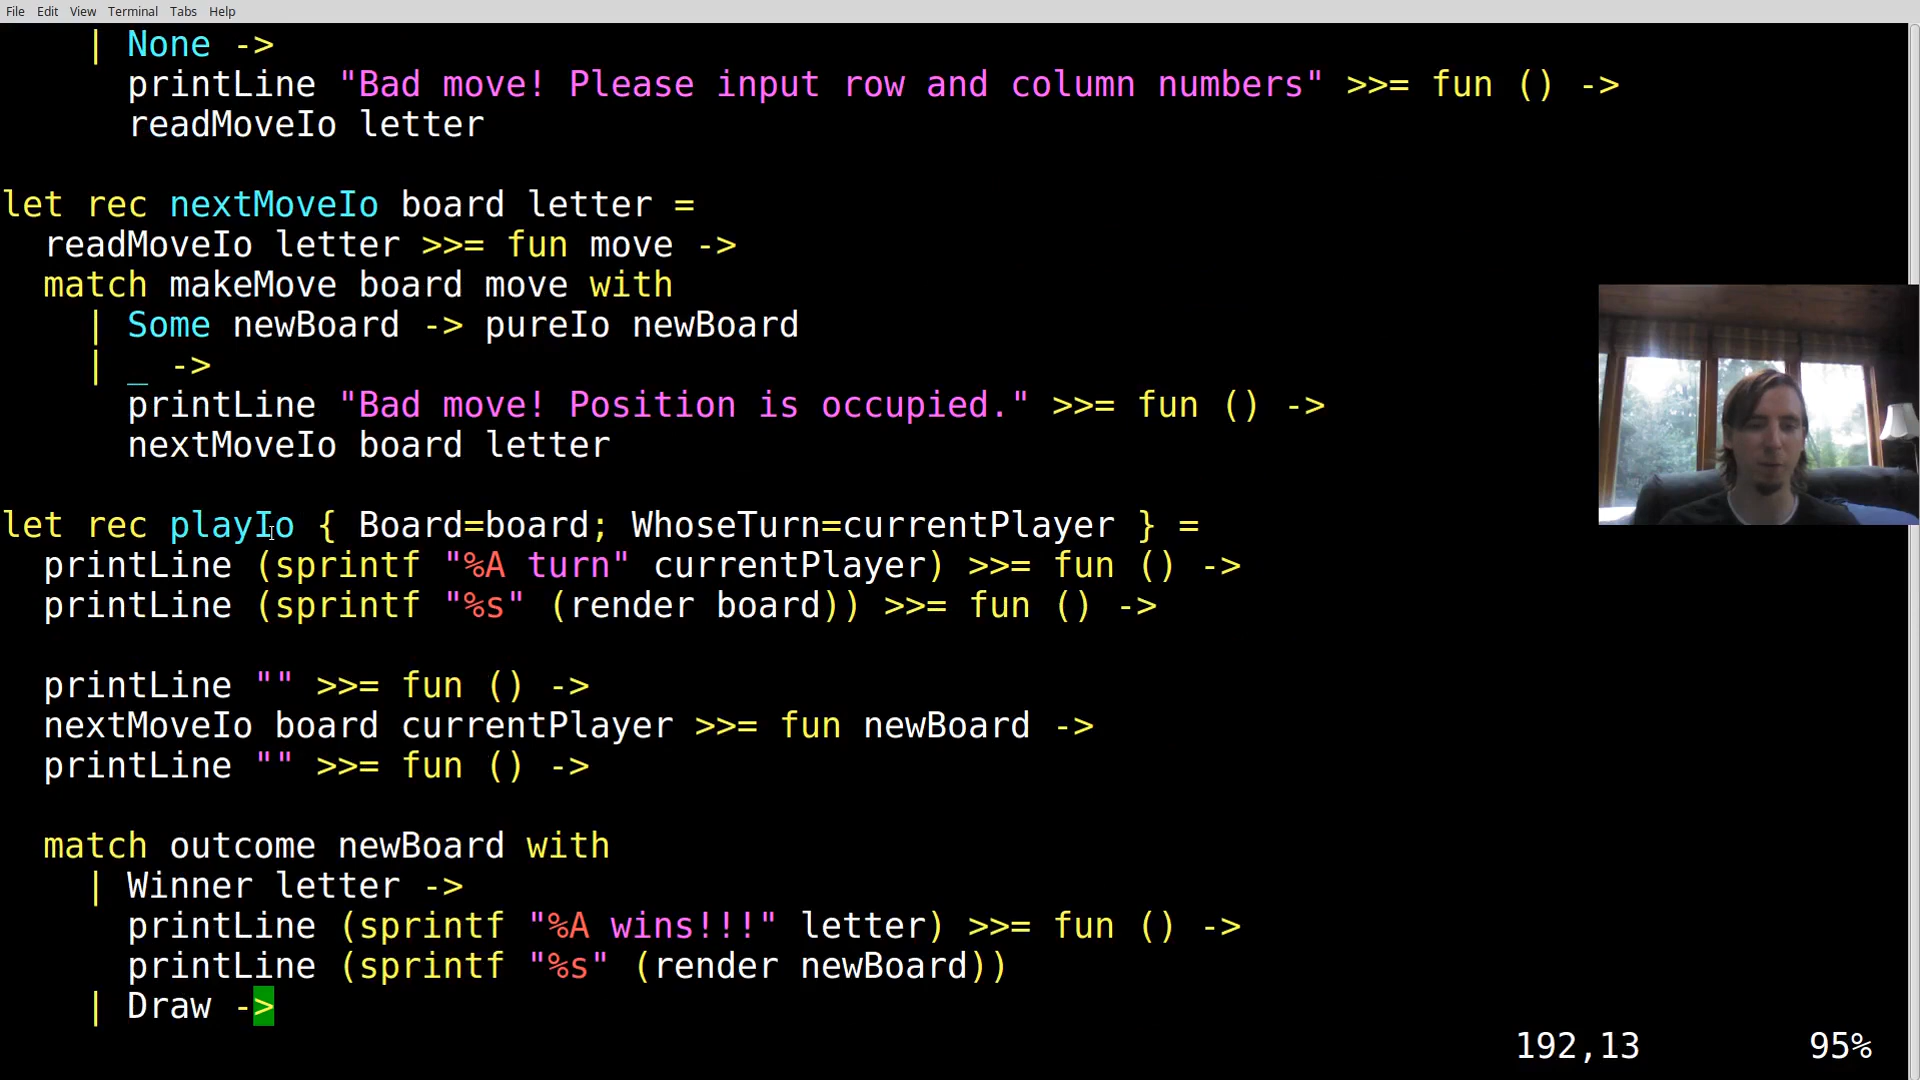 File Edit View Terminal Tabs Help
| None ->
printLine "Bad move! Please input row and column numbers" >>= fun () ->
readMoveIo letter
let rec nextMoveIo board letter =
readMoveIo letter >>= fun move ->
match makeMove board move with
| Some newBoard -> pureIo newBoard
| _ ->
printLine "Bad move! Position is occupied." >>= fun () ->
nextMoveIo board letter
let rec playIo { Board=board; WhoseTurn=currentPlayer } =
printLine (sprintf "%A turn" currentPlayer) >>= fun () ->
printLine (sprintf "%s" (render board)) >>= fun () ->
printLine "" >>= fun () ->
nextMoveIo board currentPlayer >>= fun newBoard ->
printLine "" >>= fun () ->
match outcome newBoard with
| Winner letter ->
printLine (sprintf "%A wins!!!" letter) >>= fun () ->
printLine (sprintf "%s" (render newBoard))
| Draw ->
192,13 95%